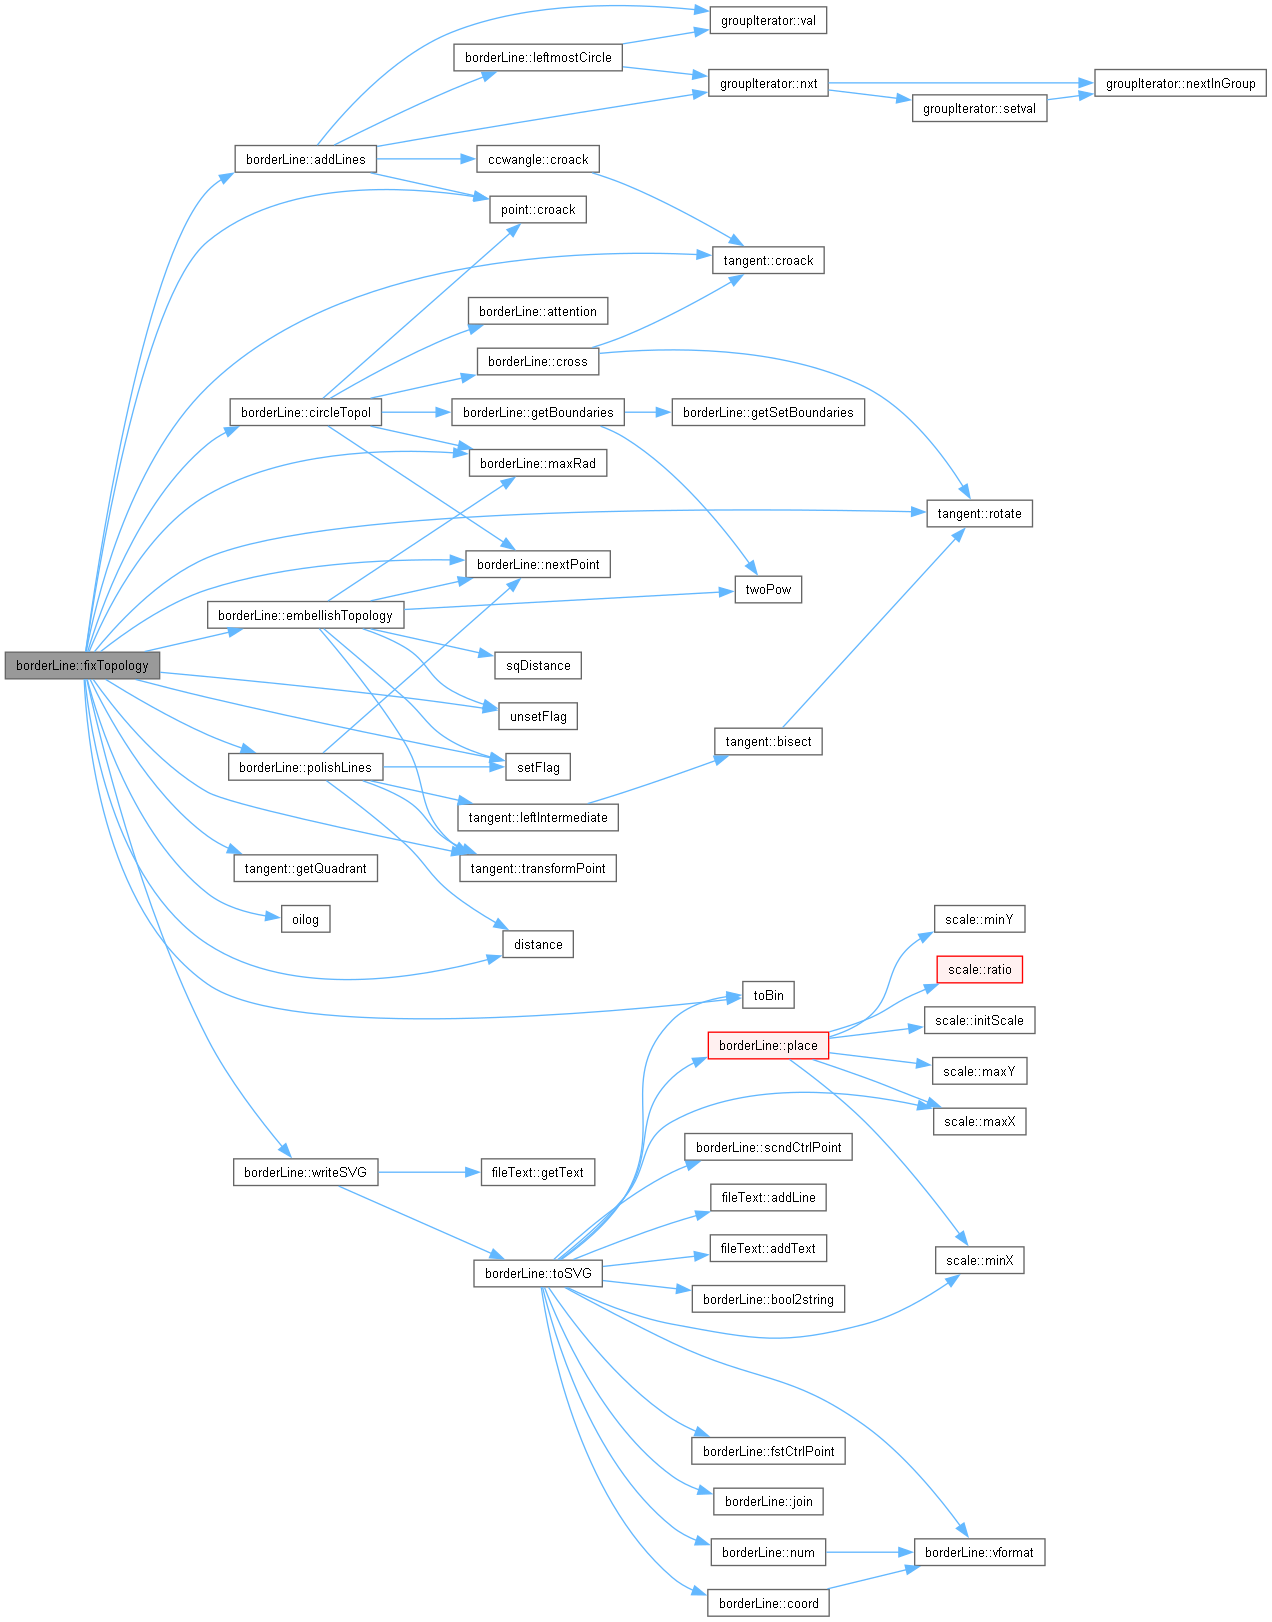 groupIterator::val
borderLine::leftmostCircle
groupIterator::nxt
groupIterator::nextInGroup
groupIterator::setval
borderLine::addLines
ccwangle::croack
point::croack
tangent::croack
borderLine::attention
borderLine::cross
borderLine::circleTopol
borderLine::getBoundaries
borderLine::getSetBoundaries
borderLine::maxRad
tangent::rotate
borderLine::nextPoint
twoPow
borderLine::embellishTopology
borderLine::fixTopology
sqDistance
unsetFlag
tangent::bisect
borderLine::polishLines
setFlag
tangent::leftIntermediate
tangent::getQuadrant
tangent::transformPoint
oilog
scale::minY
distance
scale::ratio
toBin
scale::initScale
borderLine::place
scale::maxY
scale::maxX
borderLine::scndCtrlPoint
borderLine::writeSVG
fileText::getText
fileText::addLine
fileText::addText
scale::minX
borderLine::toSVG
borderLine::bool2string
borderLine::fstCtrlPoint
borderLine::join
borderLine::num
borderLine::vformat
borderLine::coord